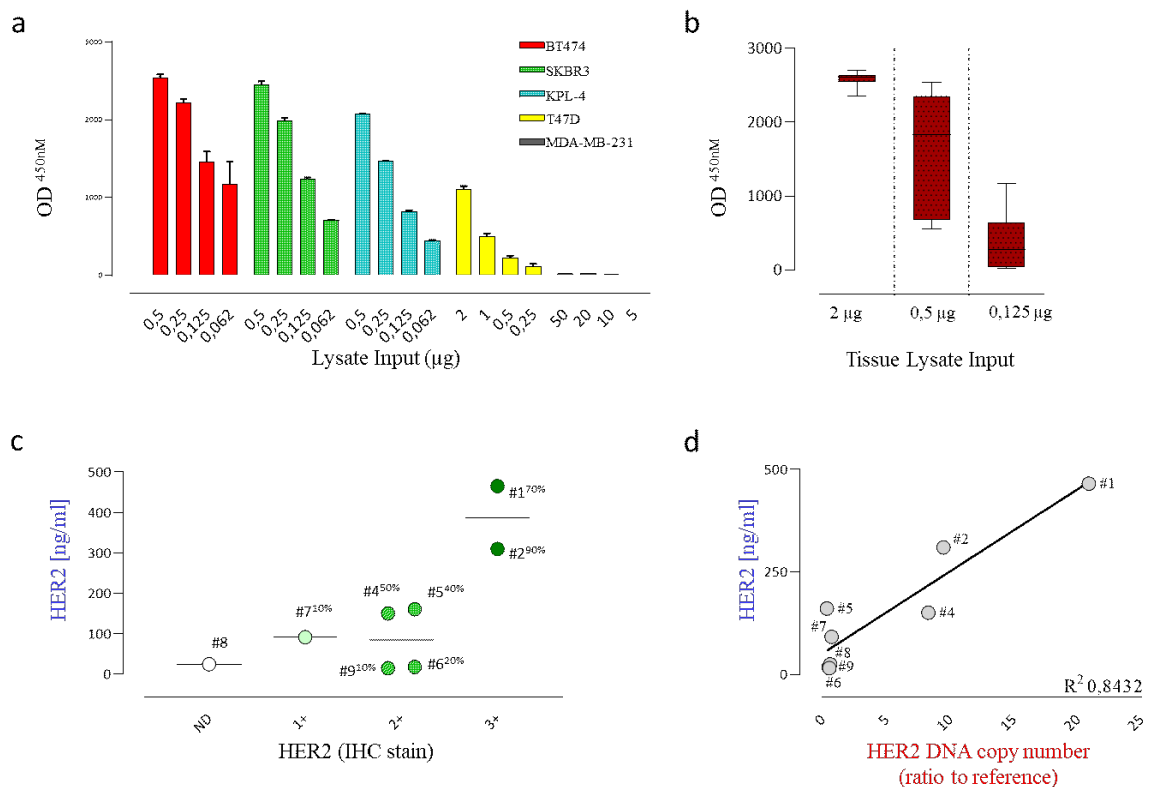 a
3000
2000
1000
0
OD 450nM
BT474
SKBR3
KPL-4
T47D
MDA-MB-231
0,5 0,25 0,125 0,062 0,5 0,25 0,125 0,062 0,5 0,25 0,125 0,062 2 1 0,5 0,25 50 20 10 5
Lysate Input (µg)
b
3000
2000
1000
0
OD 450nM
2 µg 0,5 µg 0,125 µg
Tissue Lysate Input
c
500
400
300
200
100
0
HER2 [ng/ml]
#1 70%
#2 90%
#4 50% #5 40%
#7 10%
#8
#9 10% #6 20%
ND 1+ 2+ 3+
HER2 (IHC stain)
d
500
250
0
HER2 [ng/ml]
#1
#2
#5
#4
#7
#8
#9
#6
R2 0,8432
0 5 10 15 20 25
HER2 DNA copy number
(ratio to reference)